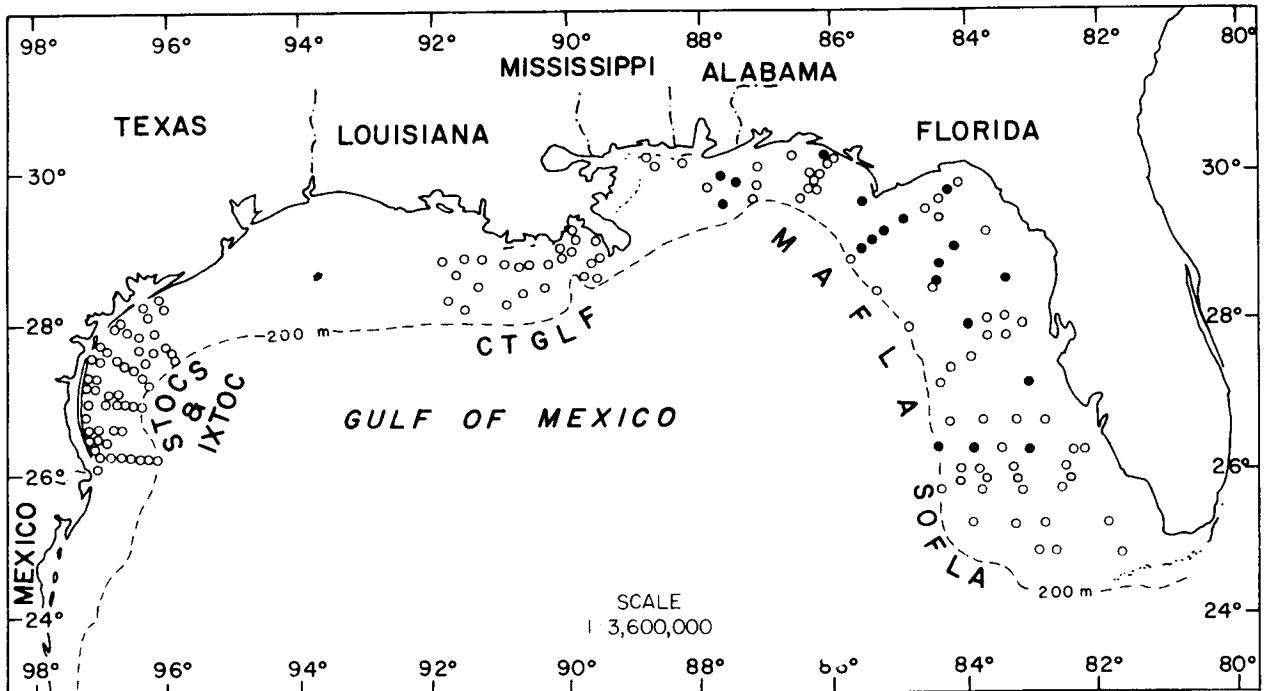 98° 96° 94° 92° 90° 88° 86° 84° 82° 80°
MISSISSIPPI ALABAMA
TEXAS LOUISIANA FLORIDA
30° 30°
28° 28°
200 m
CTGLF
MAFLA
STOCS
&
IXTOC
GULF OF MEXICO
26° 26°
SOFLA
MEXICO
200 m
SCALE
1:3,600,000
24° 24°
98° 96° 94° 92° 90° 88° 84° 82° 80°